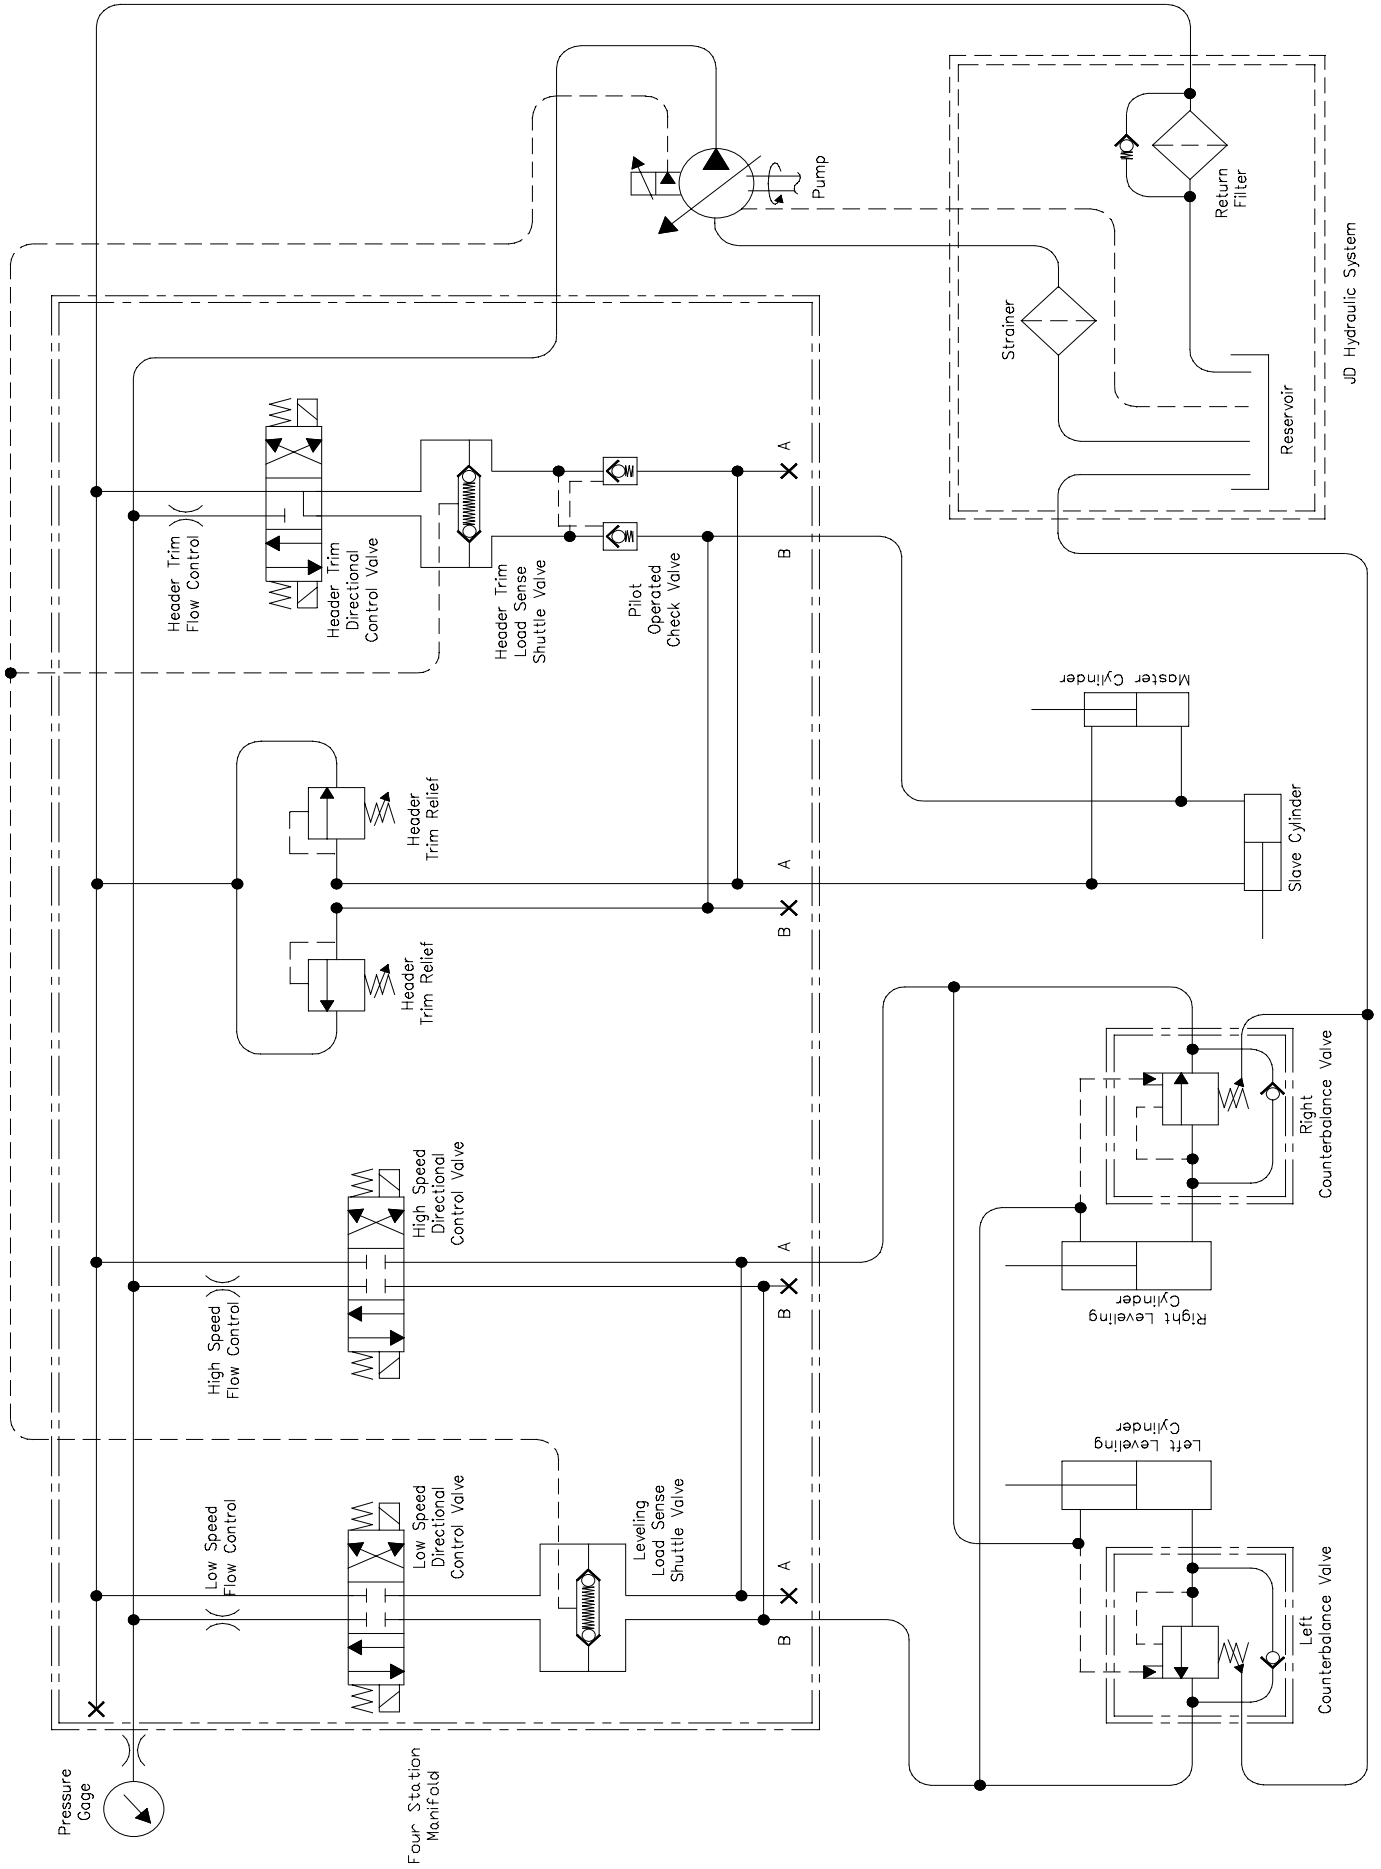 Pressure
Gage
Four Station
Manifold
Low Speed
Flow Control
Low Speed
Directional
Control Valve
Leveling
Load Sense
Shuttle Valve
B
A
High Speed
Flow Control
High Speed
Directional
Control Valve
B
A
Header
Trim Relief
Header
Trim Relief
B
A
Header Trim
Flow Control
Header Trim
Directional
Control Valve
Header Trim
Load Sense
Shuttle Valve
Pilot
Operated
Check Valve
B
A
Pump
Left
Counterbalance Valve
Left Leveling
Cylinder
Right Leveling
Cylinder
Right
Counterbalance Valve
Slave Cylinder
Master Cylinder
Reservoir
Strainer
Return
Filter
JD Hydraulic System